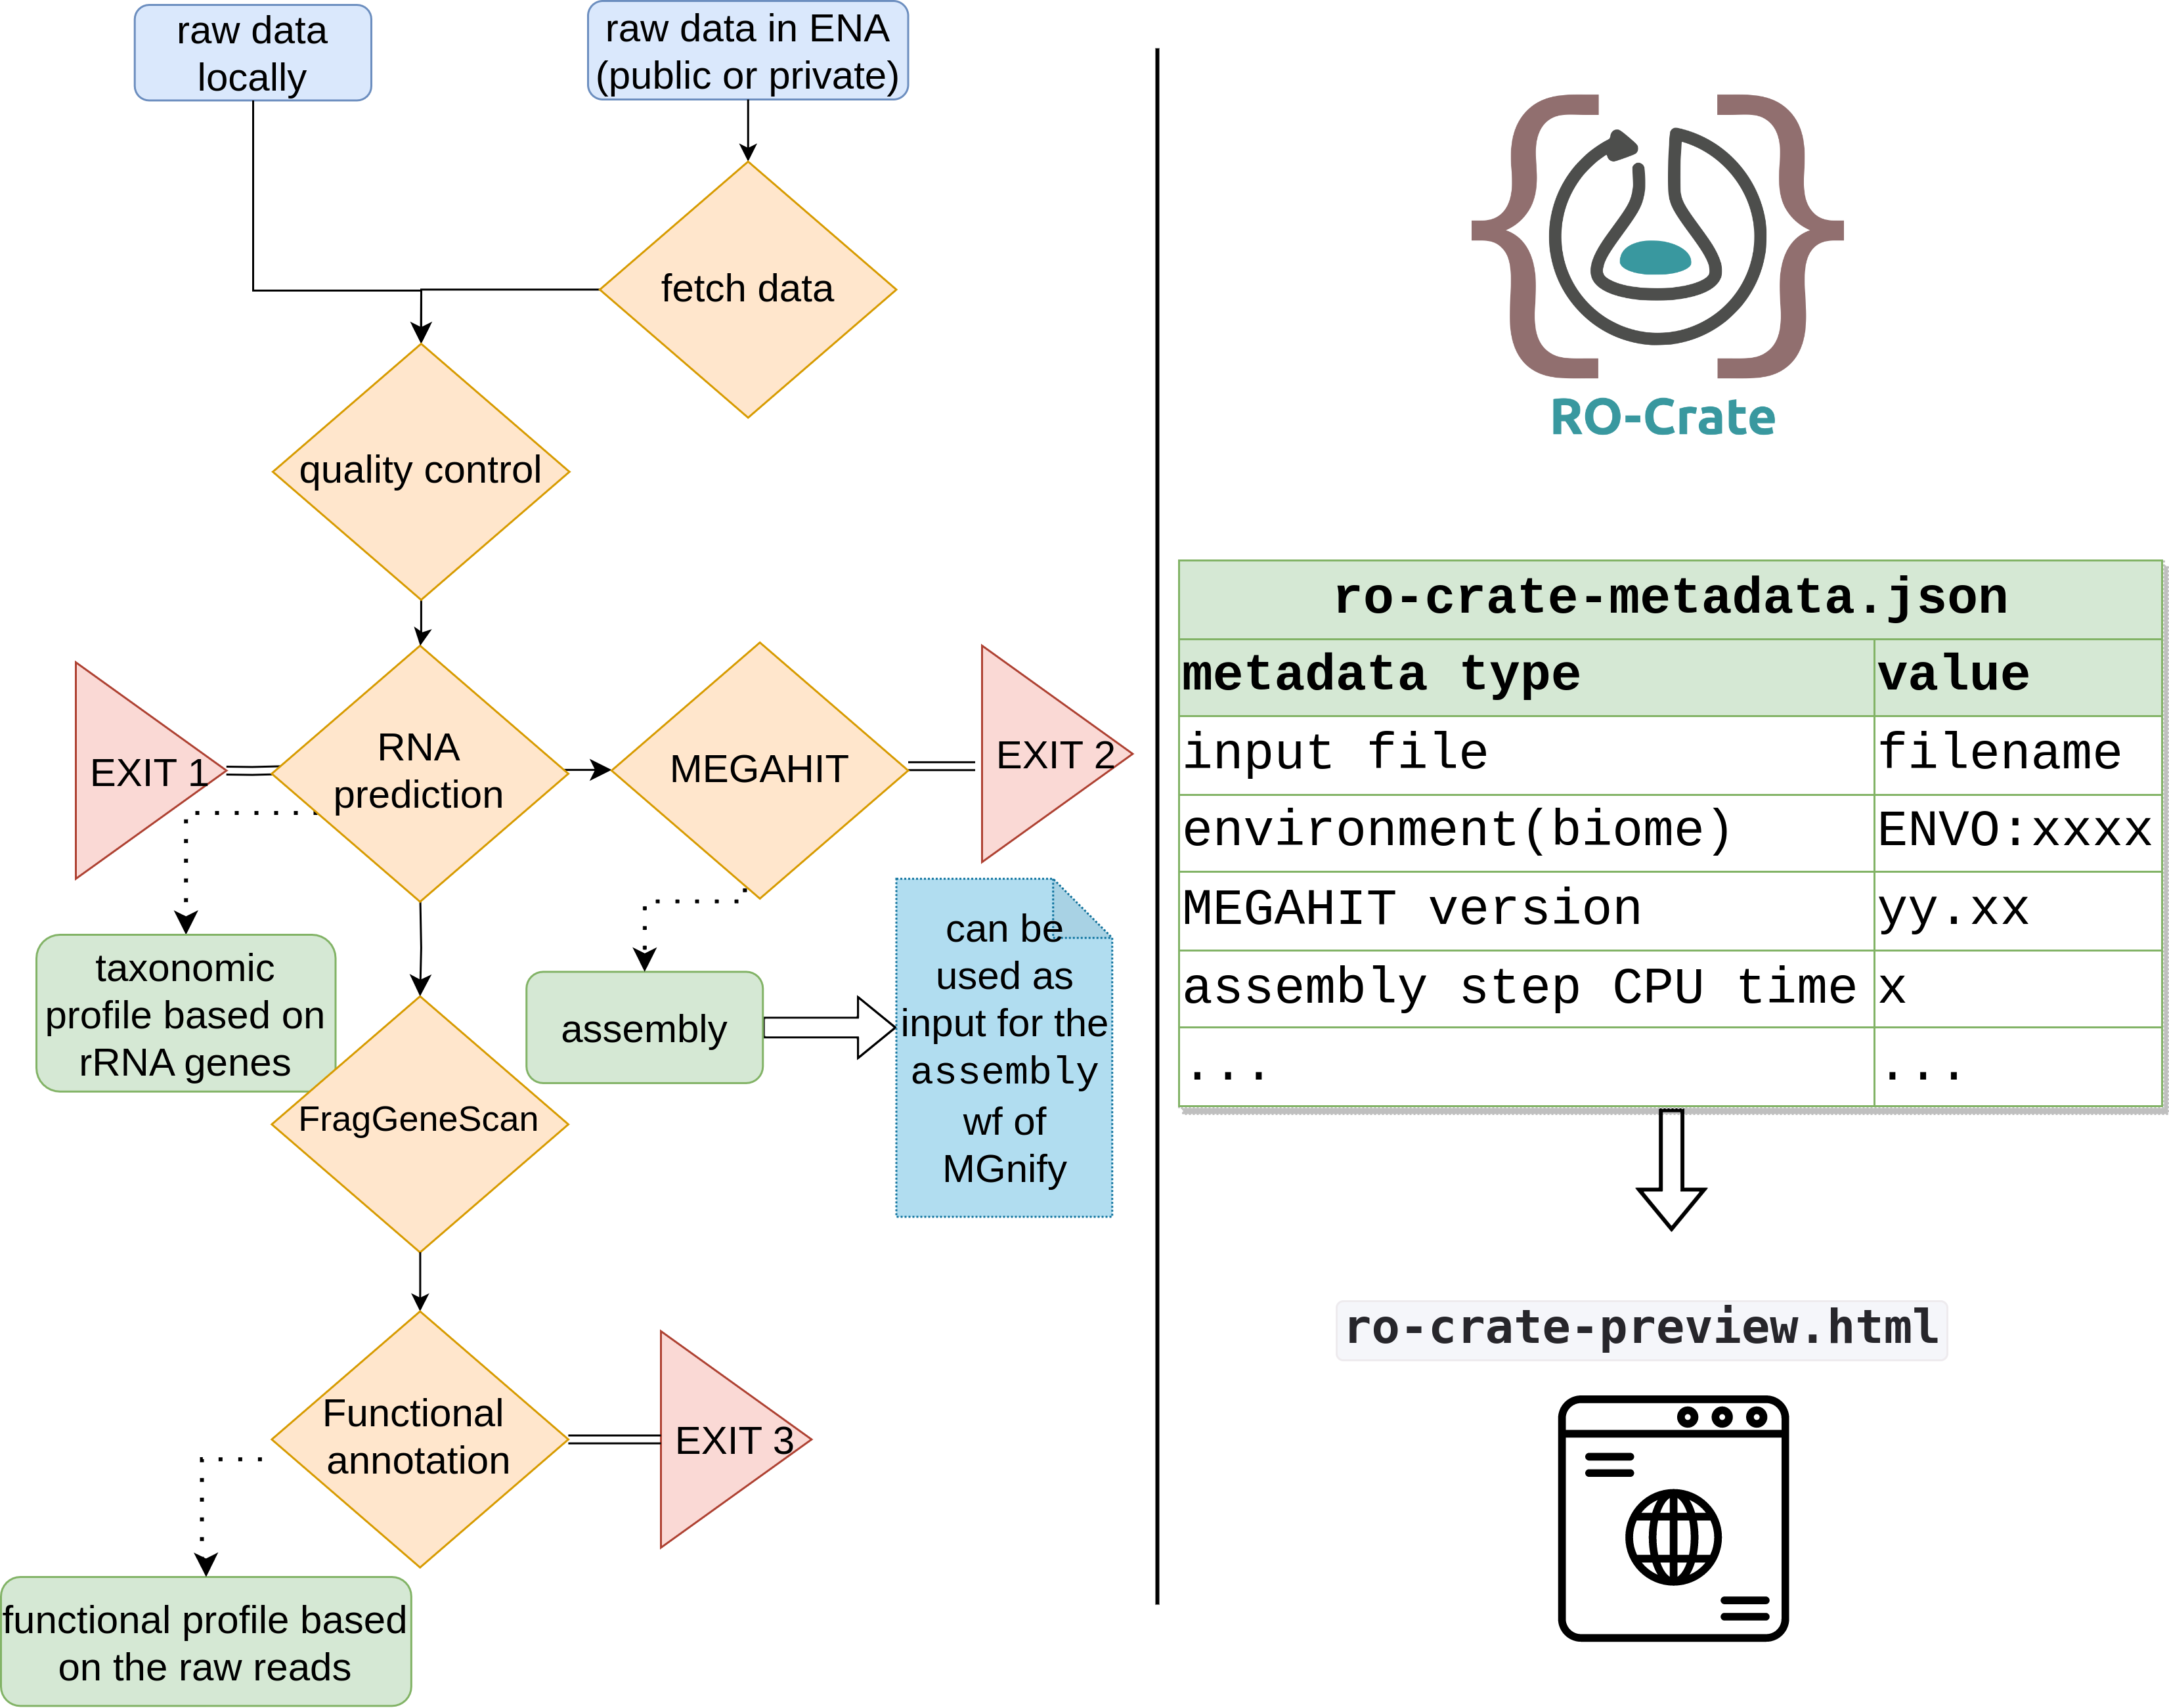 raw data
locally
raw data in ENA
(public or private)
fetch data
quality control
EXIT 1
RNA
prediction
MEGAHIT
EXIT 2
taxonomic
profile based on
rRNA genes
assembly
can be
used as
input for the
assembly
wf of
MGnify
FragGeneScan
Functional
annotation
EXIT 3
functional profile based
on the raw reads
RO-Crate
ro-crate-metadata.json
metadata type value
input file filename
environment(biome) ENVO:xxxx
MEGAHIT version yy.xx
assembly step CPU time x
... ...
ro-crate-preview.html